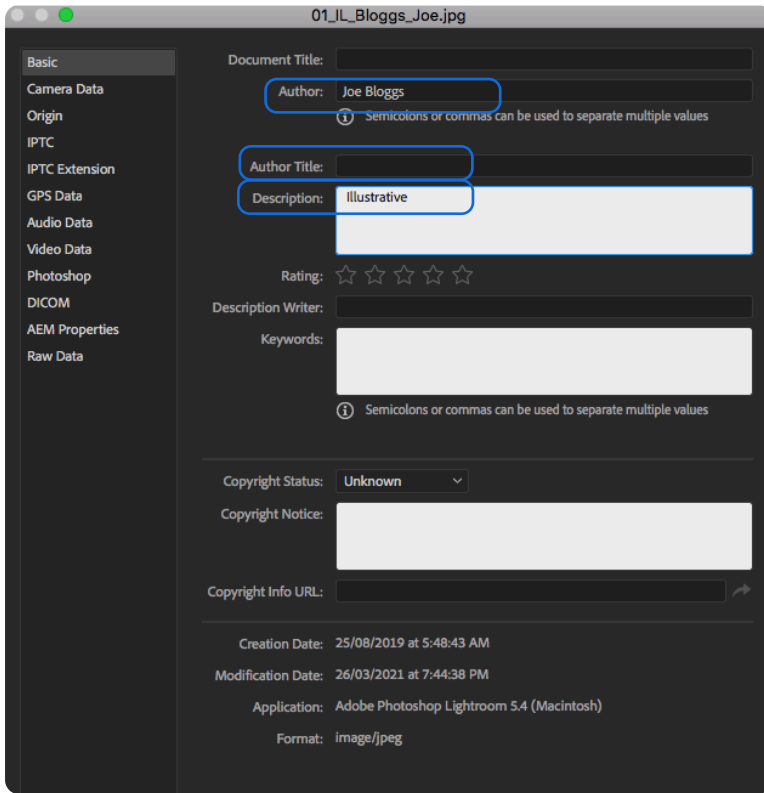 01_IL_Bloggs_Joe.jpg
Basic
Camera Data
Origin
IPTC
IPTC Extension
GPS Data
Audio Data
Video Data
Photoshop
DICOM
AEM Properties
Raw Data
Document Title:
Author: Joe Bloggs
Semicolons or commas can be used to separate multiple values
Author Title:
Description: Illustrative
Rating:
Description Writer:
Keywords:
Semicolons or commas can be used to separate multiple values
Copyright Status: Unknown
Copyright Notice:
Copyright Info URL:
Creation Date: 25/08/2019 at 5:48:43 AM
Modification Date: 26/03/2021 at 7:44:38 PM
Application: Adobe Photoshop Lightroom 5.4 (Macintosh)
Format: image/jpeg